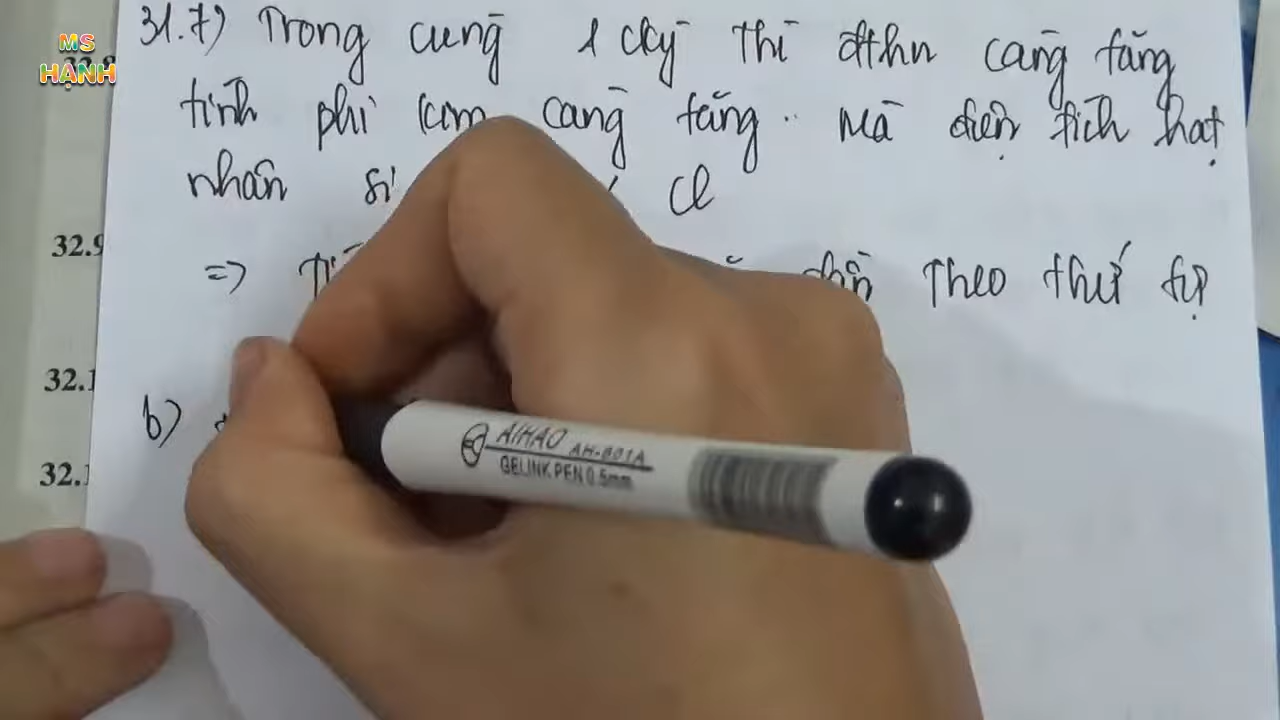 MS
HẠNH
31.7) Trong cùng 1 cky thì đthn càng tăng
tính phi kim càng tăng. Mà điện tích hạt
nhân Si Cl
=> dần theo thứ tự
b)
32.9
32.1
32.1
AIHAO AH-801A
GELINK PEN 0.5mm